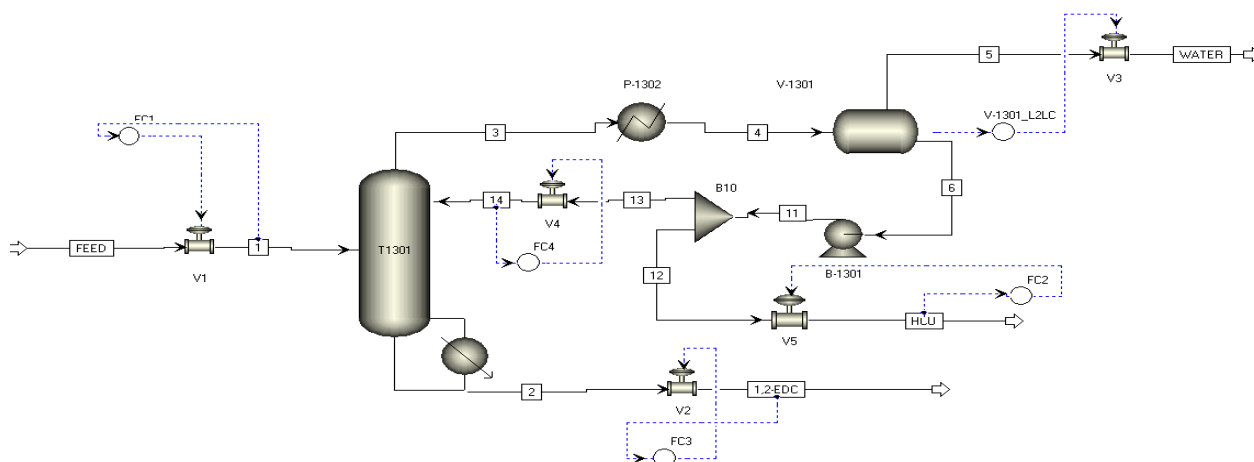 5
WATER
V3
P-1302
V-1301
V-1301_L2LC
FC1
3
4
6
B10
14
13
11
V4
FEED
1
T1301
V1
FC4
12
B-1301
FC2
V5
HCU
2
1,2-EDC
V2
FC3